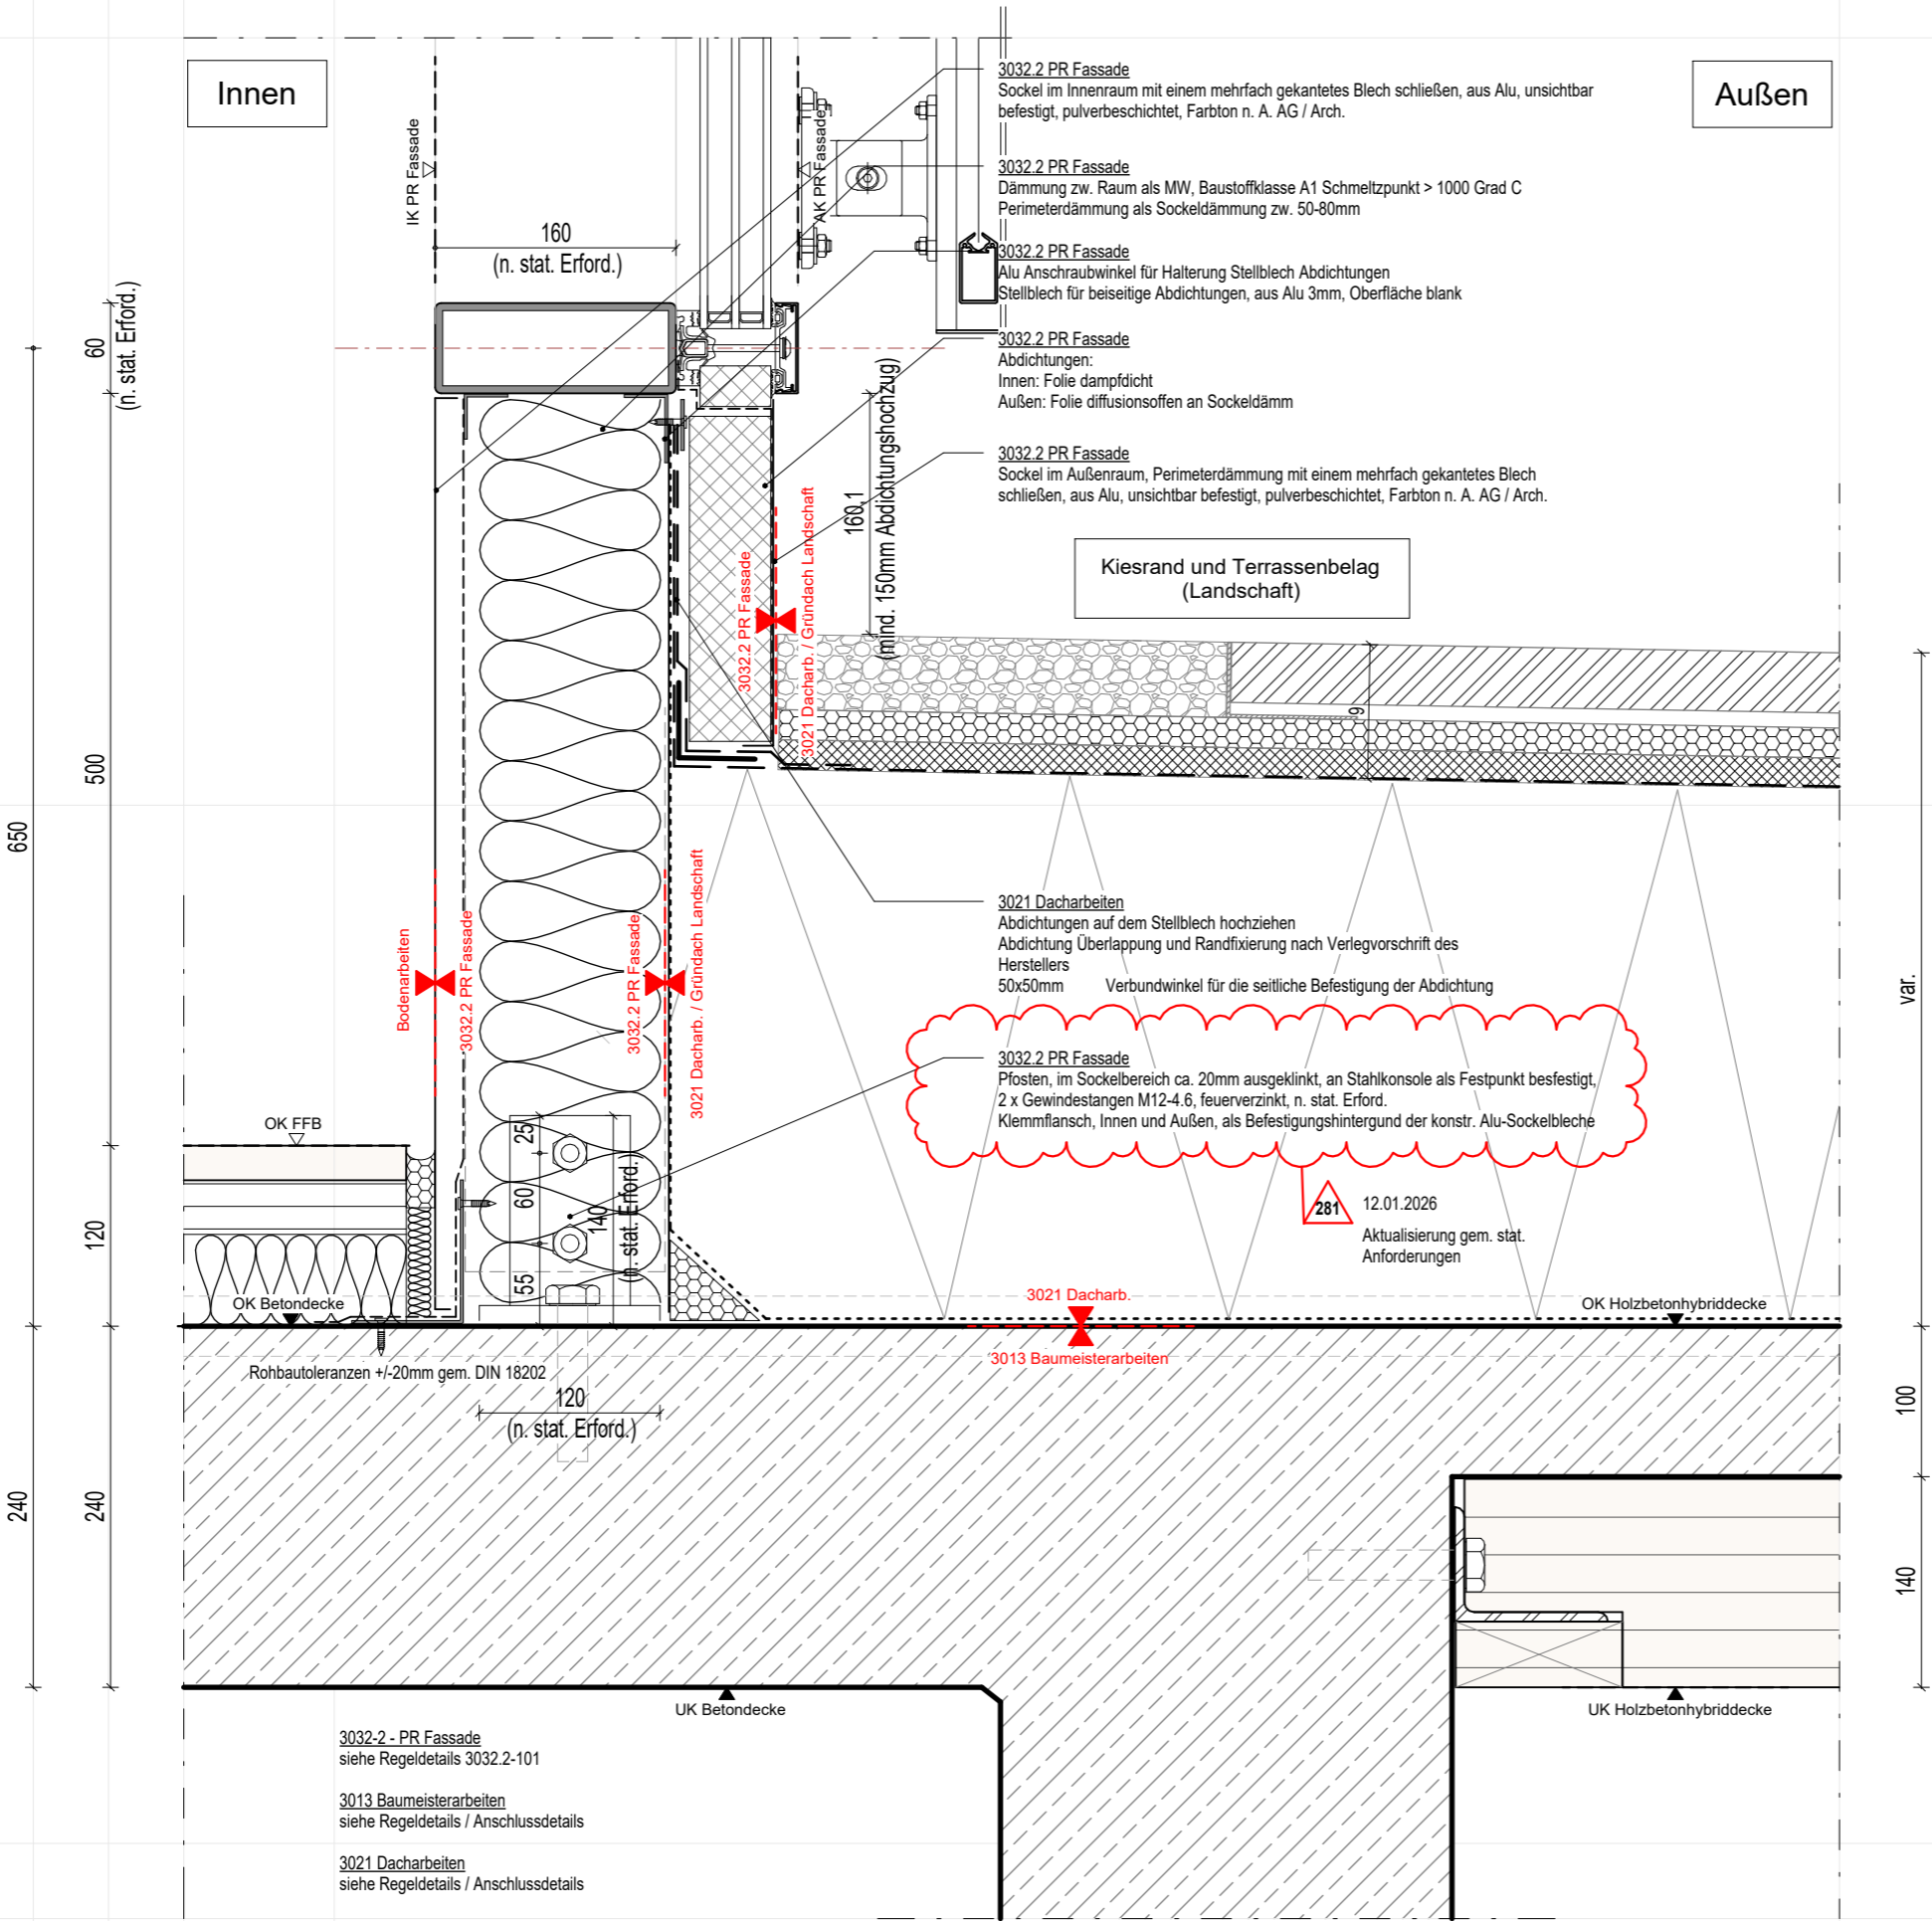 Innen
Außen
3032.2 PR Fassade
Sockel im Innenraum mit einem mehrfach gekantetes Blech schließen, aus Alu, unsichtbar
befestigt, pulverbeschichtet, Farbton n. A. AG / Arch.
3032.2 PR Fassade
Dämmung zw. Raum als MW, Baustoffklasse A1 Schmeltzpunkt > 1000 Grad C
Perimeterdämmung als Sockeldämmung zw. 50-80mm
3032.2 PR Fassade
Alu Anschraubwinkel für Halterung Stellblech Abdichtungen
Stellblech für beiseitige Abdichtungen, aus Alu 3mm, Oberfläche blank
3032.2 PR Fassade
Abdichtungen:
Innen: Folie dampfdicht
Außen: Folie diffusionsoffen an Sockeldämm
3032.2 PR Fassade
Sockel im Außenraum, Perimeterdämmung mit einem mehrfach gekantetes Blech
schließen, aus Alu, unsichtbar befestigt, pulverbeschichtet, Farbton n. A. AG / Arch.
IK PR Fassade
AK PR Fassade
160
(n. stat. Erford.)
60
(n. stat. Erford.)
160,1
(mind. 150mm Abdichtungshochzug)
Kiesrand und Terrassenbelag
(Landschaft)
3032.2 PR Fassade
3021 Dacharb. / Gründach Landschaft
9
500
650
3021 Dacharbeiten
Abdichtungen auf dem Stellblech hochziehen
Abdichtung Überlappung und Randfixierung nach Verlegvorschrift des
Herstellers
50x50mm Verbundwinkel für die seitliche Befestigung der Abdichtung
Bodenarbeiten
3032.2 PR Fassade
3032.2 PR Fassade
3021 Dacharb. / Gründach Landschaft
var.
3032.2 PR Fassade
Pfosten, im Sockelbereich ca. 20mm ausgeklinkt, an Stahlkonsole als Festpunkt besfestigt,
2 x Gewindestangen M12-4.6, feuerverzinkt, n. stat. Erford.
Klemmflansch, Innen und Außen, als Befestigungshintergund der konstr. Alu-Sockelbleche
281
12.01.2026
Aktualisierung gem. stat.
Anforderungen
OK FFB
25
60
55
140
(n. stat. Erford.
120
OK Betondecke
3021 Dacharb.
3013 Baumeisterarbeiten
OK Holzbetonhybriddecke
Rohbautoleranzen +/-20mm gem. DIN 18202
120
(n. stat. Erford.)
100
240
240
140
UK Betondecke
UK Holzbetonhybriddecke
3032-2 - PR Fassade
siehe Regeldetails 3032.2-101
3013 Baumeisterarbeiten
siehe Regeldetails / Anschlussdetails
3021 Dacharbeiten
siehe Regeldetails / Anschlussdetails